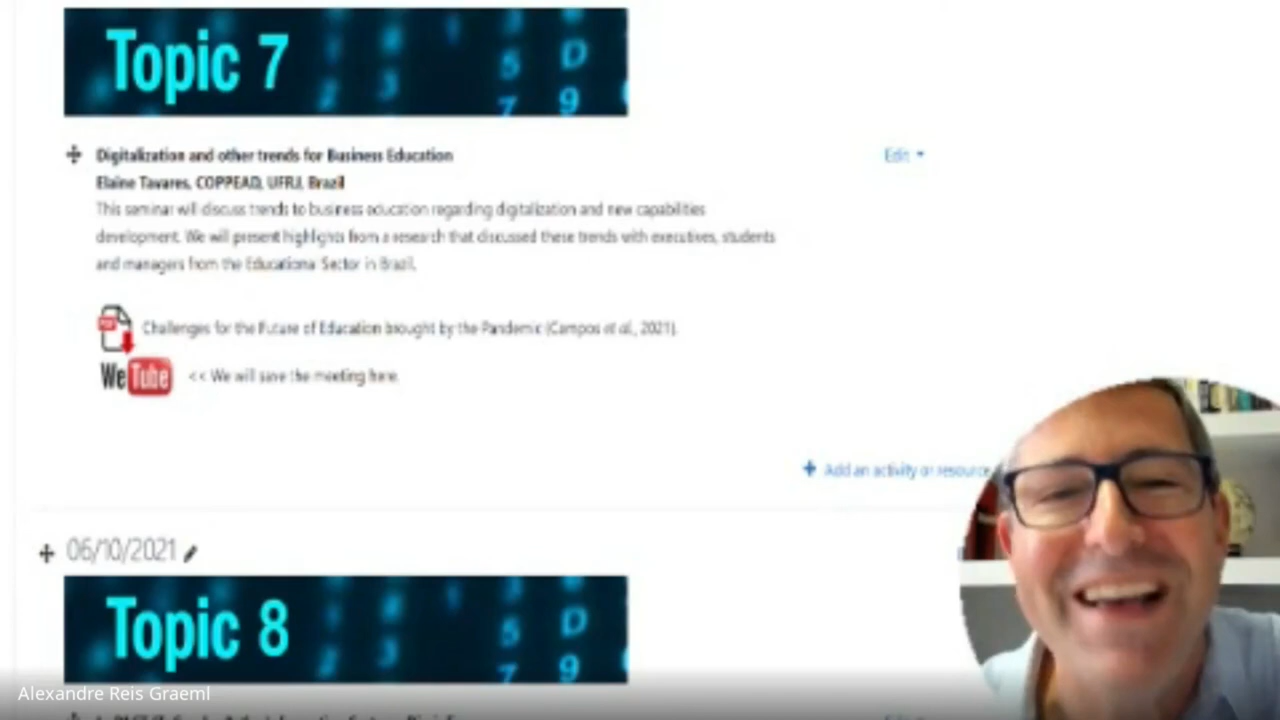 Topic 7
Digitalization and other trends for Business Education
Edit
Elaine Tavares, COPPEAD, UFRJ, Brazil
This seminar will discuss trends to business education regarding digitalization and new capabilities
development. We will present highlights from a research that discussed these trends with executives, students
and managers from the Educational Sector in Brazil.
PDF
Challenges for the Future of Education brought by the Pandemic (Campos et al., 2021).
WeTube << We will save the meeting here.
Add an activity or resource
06/10/2021
Topic 8
Alexandre Reis Graeml